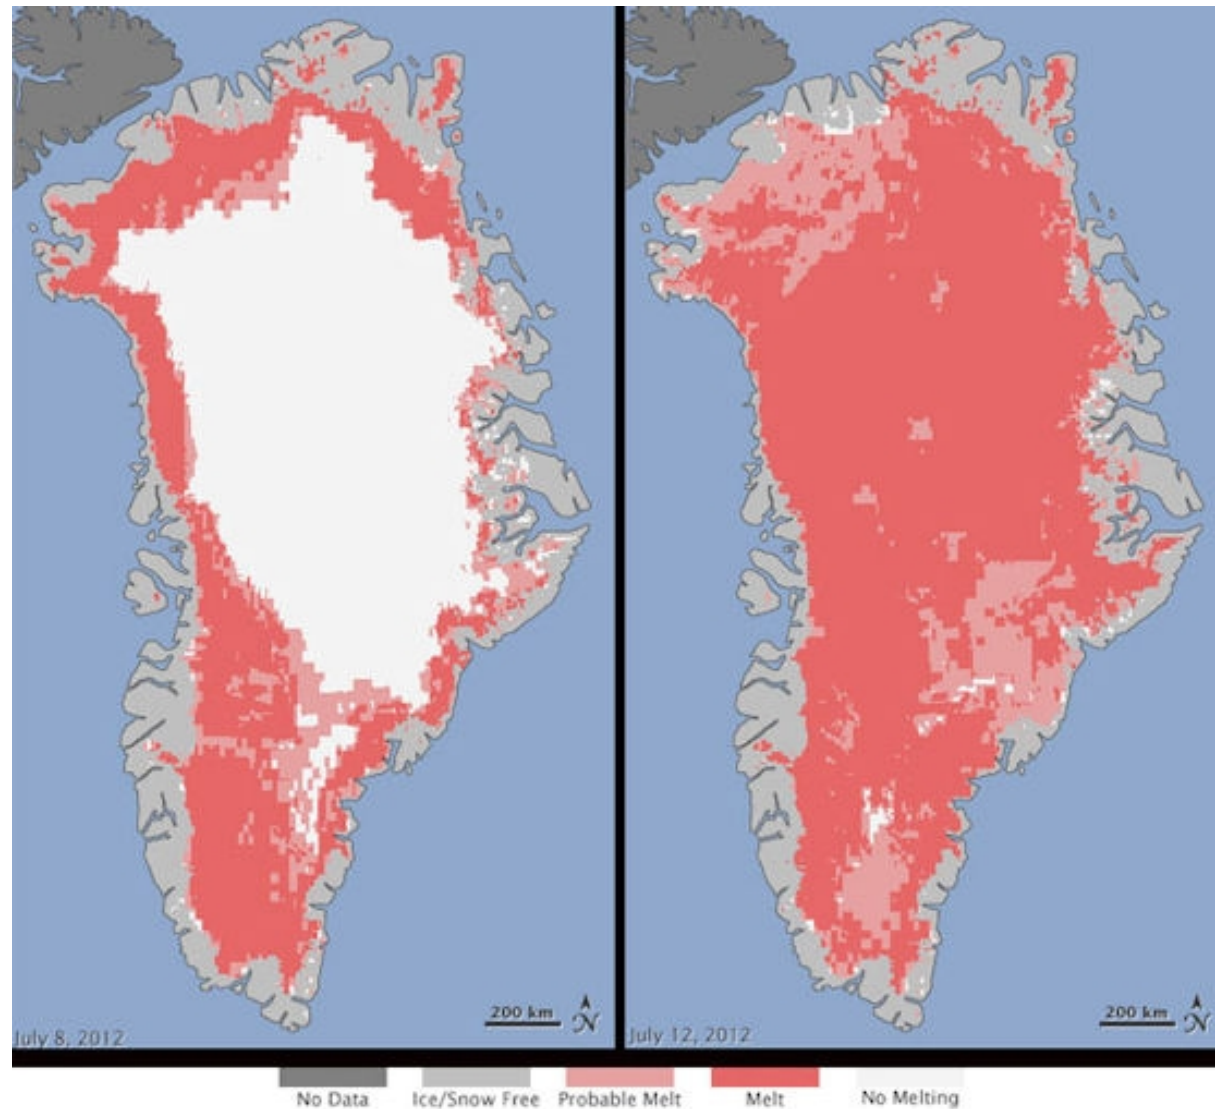 200 km
N
July 8, 2012
200 km
N
July 12, 2012
No Data
Ice/Snow Free
Probable Melt
Melt
No Melting